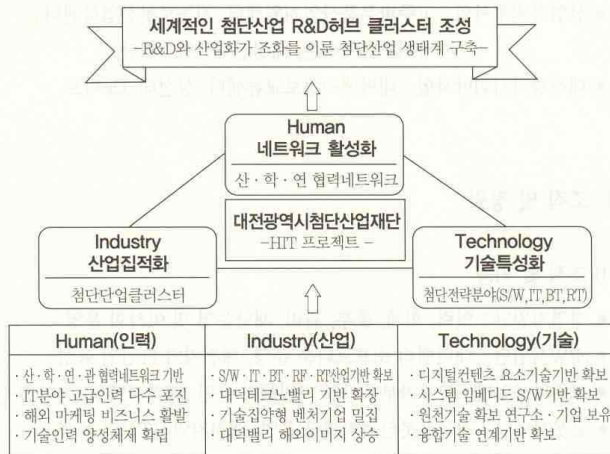 세계적인 첨단산업 R&D허브 클러스터 조성
-R&D와 산업화가 조화를 이룬 첨단산업 생태계 구축-
Human
네트워크 활성화
산·학·연 협력네트워크
대전광역시첨단산업재단
-HIT 프로젝트 -
Industry
산업집적화
첨단단업클러스터
Technology
기술특성화
첨단전략분야(S/W,IT,BT,RT)
Human(인력)
· 산·학·연·관 협력네트워크 기반
· IT분야 고급인력 다수 포진
· 해외 마케팅 비즈니스 활발
· 기술인력 양성체제 확립
Industry(산업)
· S/W·IT·BT·RF·RT산업기반 확보
· 대덕테크노밸리 기반 확장
· 기술집약형 벤처기업 밀집
· 대덕밸리 해외이미지 상승
Technology(기술)
· 디지털컨텐츠 요소기술기반 확보
· 시스템 임베디드 S/W기반 확보
· 원천기술 확보 연구소·기업 보유
· 융합기술 연계기반 확보